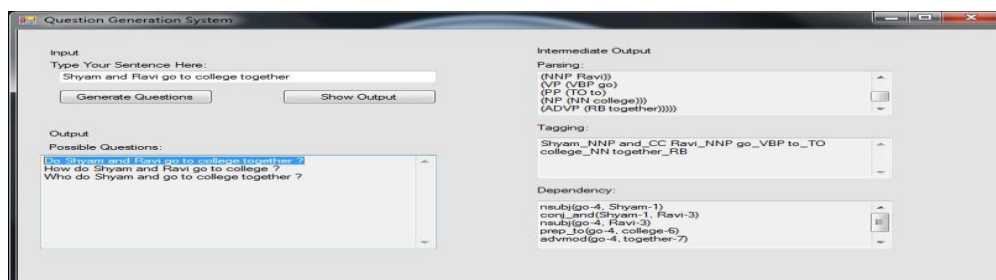 Question Generation System
Input
Type Your Sentence Here:
Shyam and Ravi go to college together
Generate Questions
Show Output
Output
Possible Questions:
Do Shyam and Ravi go to college together ?
How do Shyam and Ravi go to college ?
Who do Shyam and go to college together ?
Intermediate Output
Parsing:
(NNP Ravi))
(VP (VBP go)
(PP (TO to)
(NP (NN college)))
(ADVP (RB together)))))
Tagging:
Shyam_NNP and_CC Ravi_NNP go_VBP to_TO
college_NN together_RB
Dependency:
nsubj(go-4, Shyam-1)
conj_and(Shyam-1, Ravi-3)
nsubj(go-4, Ravi-3)
prep_to(go-4, college-6)
advmod(go-4, together-7)